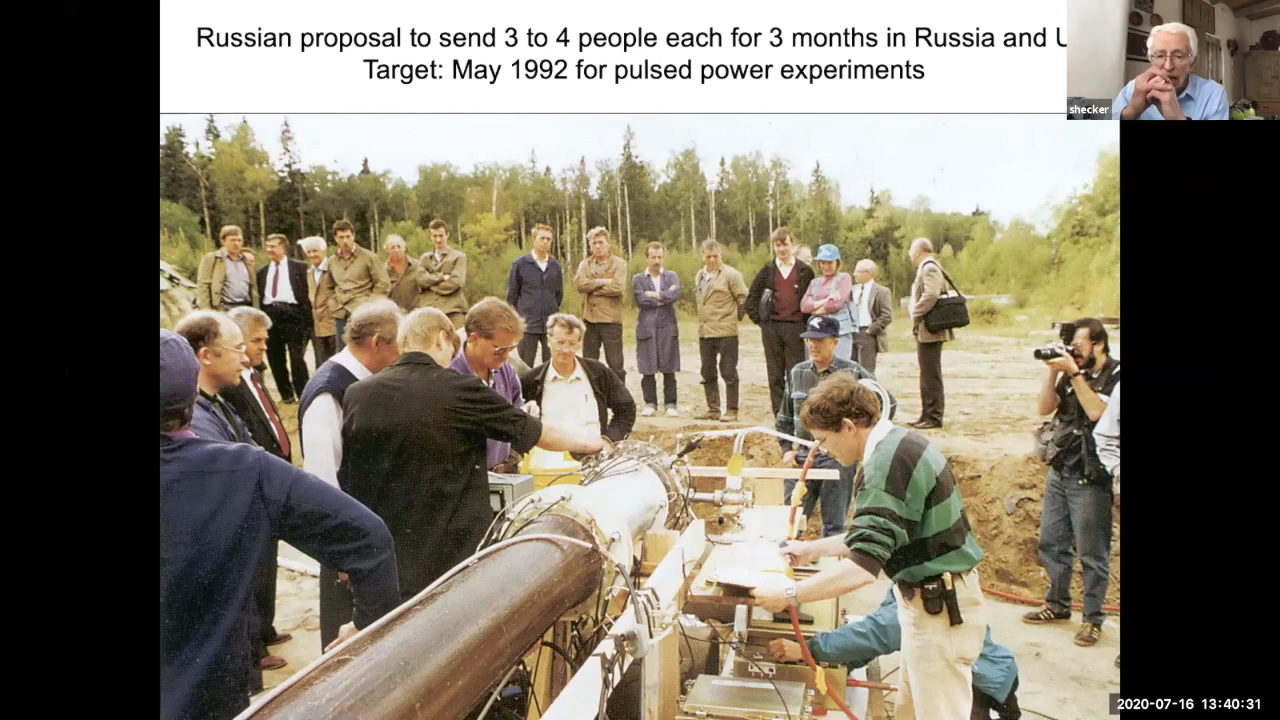 Russian proposal to send 3 to 4 people each for 3 months in Russia and
Target: May 1992 for pulsed power experiments
shecker
2020-07-16 13:40:31